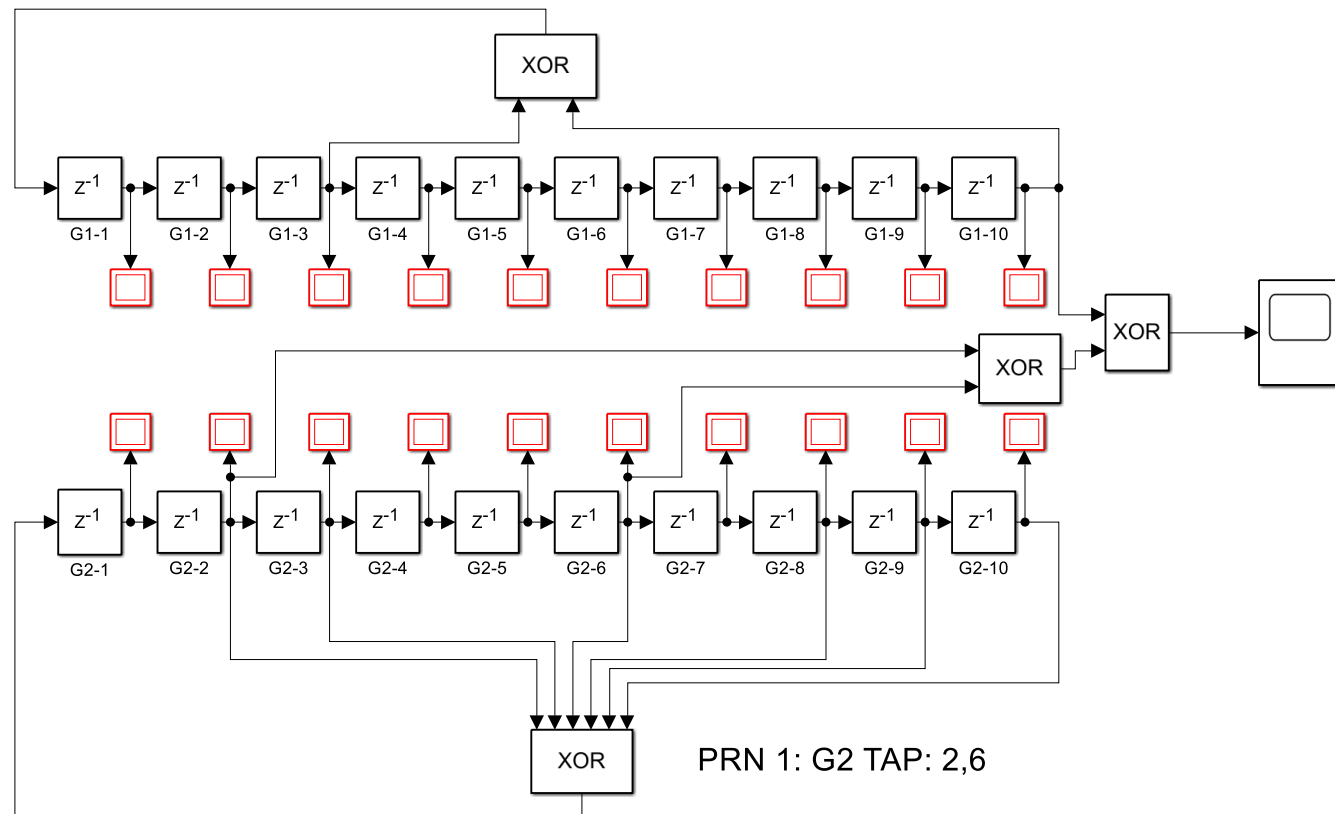 XOR
z-1 z-1 z-1 z-1 z-1 z-1 z-1 z-1 z-1 z-1
G1-1 G1-2 G1-3 G1-4 G1-5 G1-6 G1-7 G1-8 G1-9 G1-10
XOR
XOR
z-1 z-1 z-1 z-1 z-1 z-1 z-1 z-1 z-1 z-1
G2-1 G2-2 G2-3 G2-4 G2-5 G2-6 G2-7 G2-8 G2-9 G2-10
XOR
PRN 1: G2 TAP: 2,6